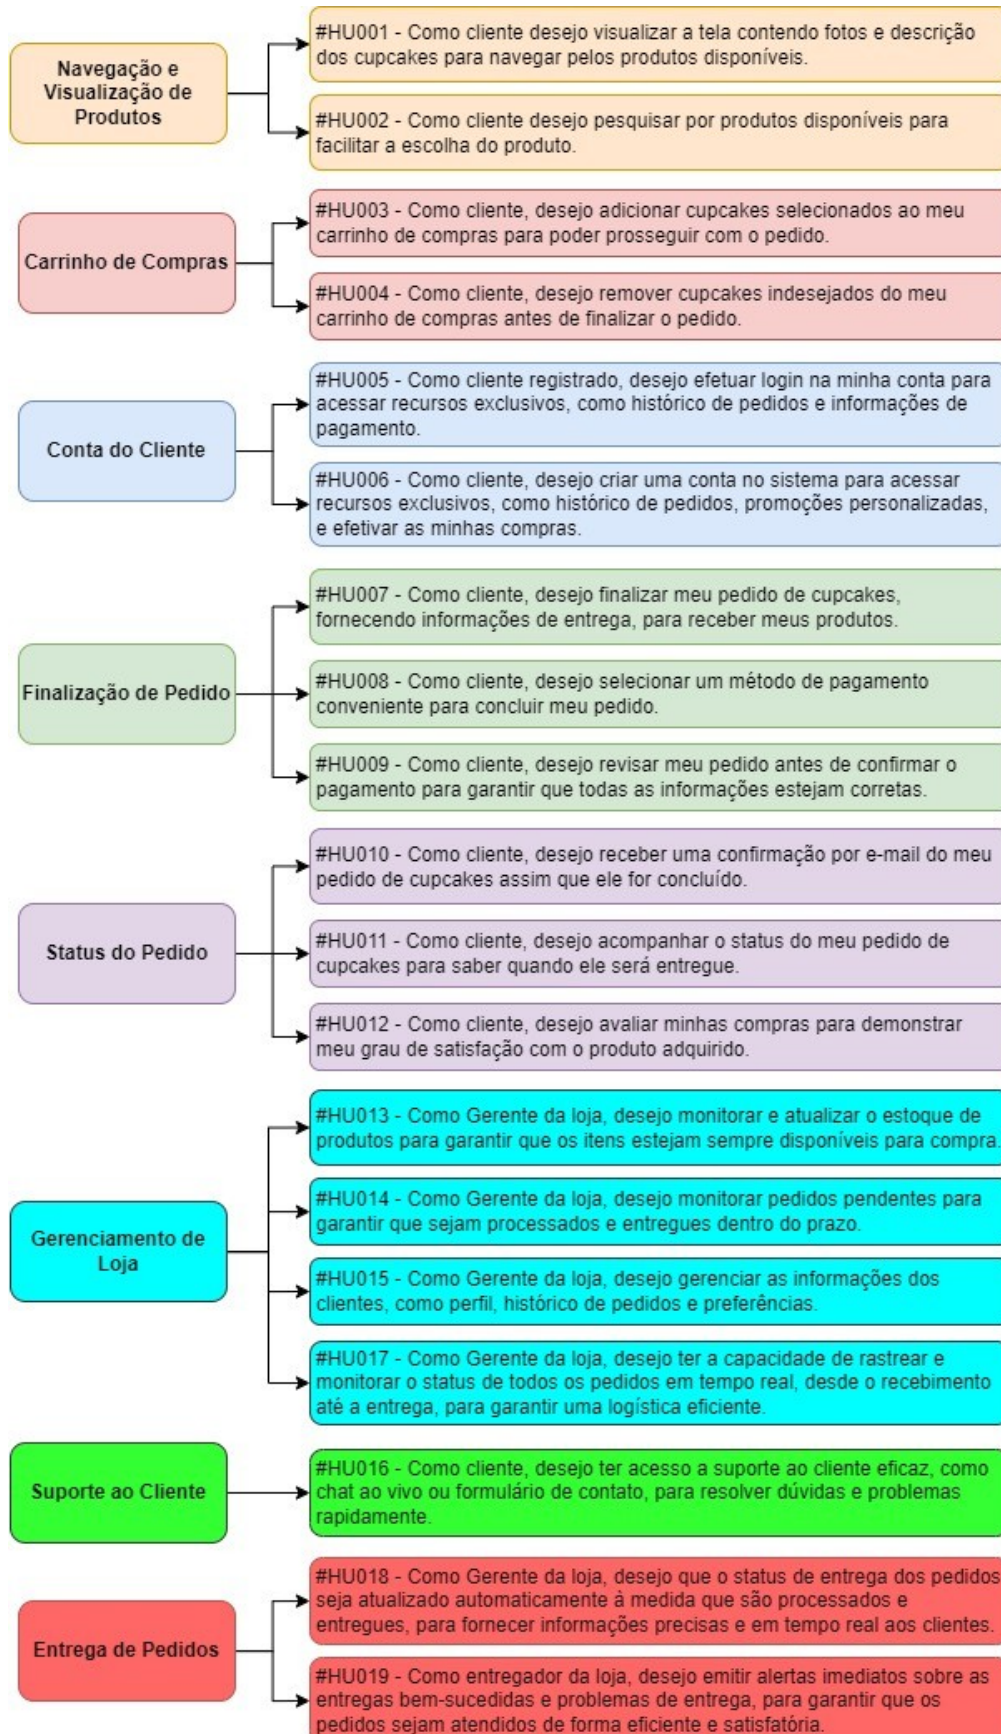 Navegação e
Visualização de
Produtos
#HU001 - Como cliente desejo visualizar a tela contendo fotos e descrição
dos cupcakes para navegar pelos produtos disponíveis.
#HU002 - Como cliente desejo pesquisar por produtos disponíveis para
facilitar a escolha do produto.
Carrinho de Compras
#HU003 - Como cliente, desejo adicionar cupcakes selecionados ao meu
carrinho de compras para poder prosseguir com o pedido.
#HU004 - Como cliente, desejo remover cupcakes indesejados do meu
carrinho de compras antes de finalizar o pedido.
Conta do Cliente
#HU005 - Como cliente registrado, desejo efetuar login na minha conta para
acessar recursos exclusivos, como histórico de pedidos e informações de
pagamento.
#HU006 - Como cliente, desejo criar uma conta no sistema para acessar
recursos exclusivos, como histórico de pedidos, promoções personalizadas,
e efetivar as minhas compras.
Finalização de Pedido
#HU007 - Como cliente, desejo finalizar meu pedido de cupcakes,
fornecendo informações de entrega, para receber meus produtos.
#HU008 - Como cliente, desejo selecionar um método de pagamento
conveniente para concluir meu pedido.
#HU009 - Como cliente, desejo revisar meu pedido antes de confirmar o
pagamento para garantir que todas as informações estejam corretas.
Status do Pedido
#HU010 - Como cliente, desejo receber uma confirmação por e-mail do meu
pedido de cupcakes assim que ele for concluído.
#HU011 - Como cliente, desejo acompanhar o status do meu pedido de
cupcakes para saber quando ele será entregue.
#HU012 - Como cliente, desejo avaliar minhas compras para demonstrar
meu grau de satisfação com o produto adquirido.
Gerenciamento de
Loja
#HU013 - Como Gerente da loja, desejo monitorar e atualizar o estoque de
produtos para garantir que os itens estejam sempre disponíveis para compra.
#HU014 - Como Gerente da loja, desejo monitorar pedidos pendentes para
garantir que sejam processados e entregues dentro do prazo.
#HU015 - Como Gerente da loja, desejo gerenciar as informações dos
clientes, como perfil, histórico de pedidos e preferências.
#HU017 - Como Gerente da loja, desejo ter a capacidade de rastrear e
monitorar o status de todos os pedidos em tempo real, desde o recebimento
até a entrega, para garantir uma logística eficiente.
Suporte ao Cliente
#HU016 - Como cliente, desejo ter acesso a suporte ao cliente eficaz, como
chat ao vivo ou formulário de contato, para resolver dúvidas e problemas
rapidamente.
Entrega de Pedidos
#HU018 - Como Gerente da loja, desejo que o status de entrega dos pedidos
seja atualizado automaticamente à medida que são processados e
entregues, para fornecer informações precisas e em tempo real aos clientes.
#HU019 - Como entregador da loja, desejo emitir alertas imediatos sobre as
entregas bem-sucedidas e problemas de entrega, para garantir que os
pedidos sejam atendidos de forma eficiente e satisfatória.